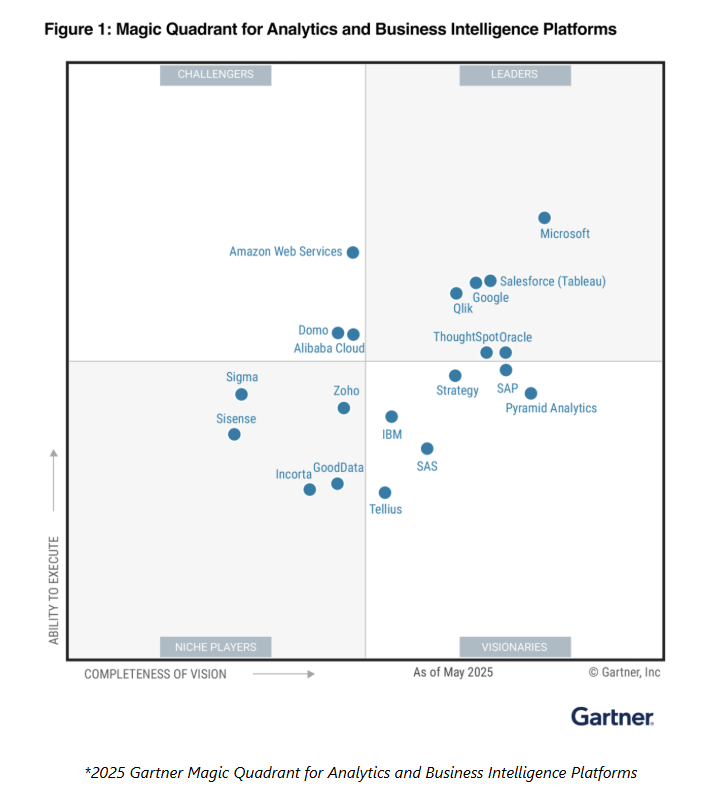 Figure 1: Magic Quadrant for Analytics and Business Intelligence Platforms
CHALLENGERS
LEADERS
Microsoft
Amazon Web Services
Salesforce (Tableau)
Google
Qlik
Domo
Alibaba Cloud
ThoughtSpot
Oracle
Sigma
Zoho
Sisense
Strategy
SAP
Pyramid Analytics
IBM
SAS
Incorta
GoodData
Tellius
ABILITY TO EXECUTE
NICHE PLAYERS
VISIONARIES
COMPLETENESS OF VISION
As of May 2025
© Gartner, Inc
Gartner.
*2025 Gartner Magic Quadrant for Analytics and Business Intelligence Platforms